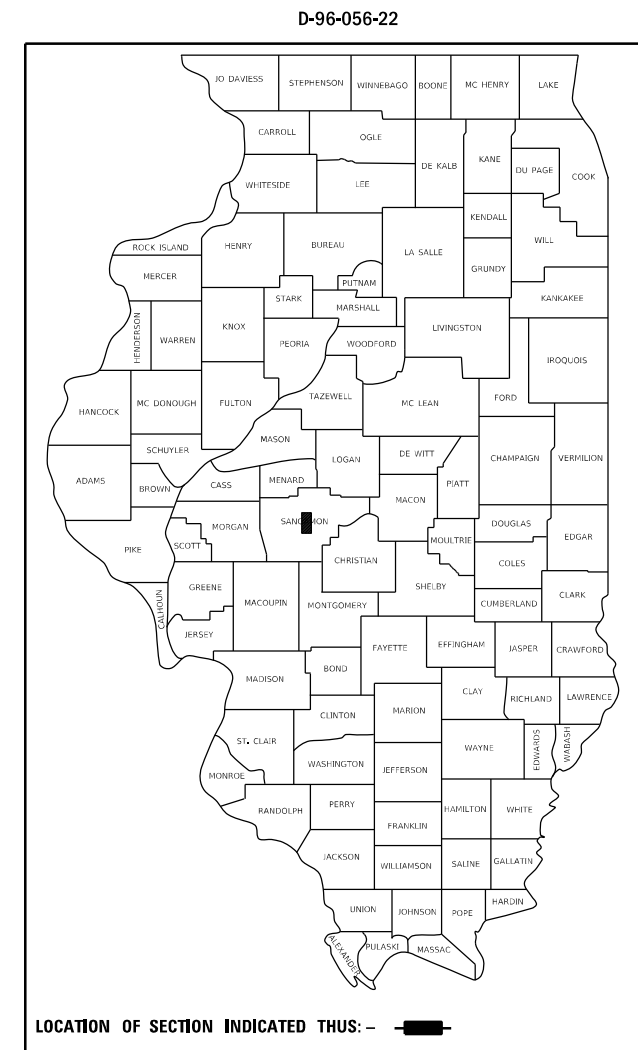 D-96-056-22
JO DAVIESS
STEPHENSON
WINNEBAGO
BOONE
MC HENRY
LAKE
CARROLL
OGLE
DE KALB
KANE
DU PAGE
COOK
WHITESIDE
LEE
KENDALL
WILL
ROCK ISLAND
HENRY
BUREAU
LA SALLE
GRUNDY
MERCER
PUTNAM
STARK
MARSHALL
KANKAKEE
HENDERSON
WARREN
KNOX
PEORIA
WOODFORD
LIVINGSTON
IROQUOIS
HANCOCK
MC DONOUGH
FULTON
TAZEWELL
MC LEAN
FORD
MASON
SCHUYLER
LOGAN
DE WITT
CHAMPAIGN
VERMILION
ADAMS
BROWN
CASS
MENARD
PIATT
MACON
MORGAN
SANGAMON
DOUGLAS
EDGAR
PIKE
SCOTT
CHRISTIAN
MOULTRIE
COLES
GREENE
CALHOUN
MACOUPIN
MONTGOMERY
SHELBY
CUMBERLAND
CLARK
JERSEY
FAYETTE
EFFINGHAM
JASPER
CRAWFORD
MADISON
BOND
CLAY
RICHLAND
LAWRENCE
CLINTON
MARION
ST. CLAIR
WAYNE
EDWARDS
WABASH
MONROE
WASHINGTON
JEFFERSON
RANDOLPH
PERRY
HAMILTON
WHITE
FRANKLIN
JACKSON
WILLIAMSON
SALINE
GALLATIN
UNION
JOHNSON
POPE
HARDIN
ALEXANDER
PULASKI
MASSAC
LOCATION OF SECTION INDICATED THUS: –